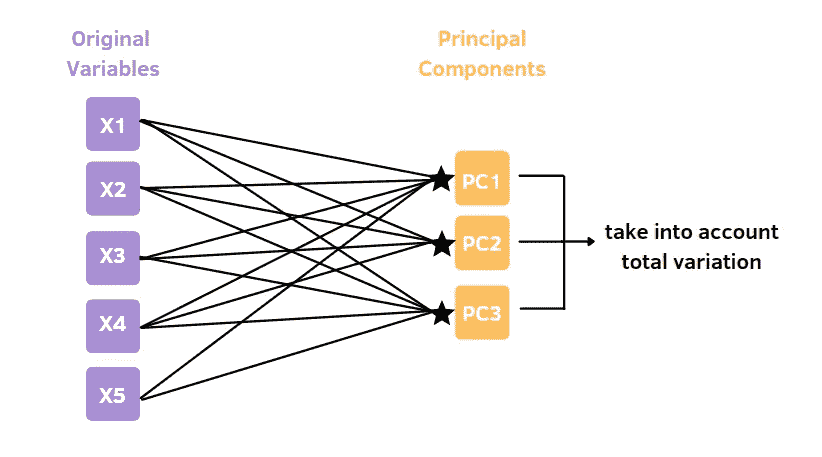 Original
Variables
Principal
Components
X1
X2
X3
X4
X5
PC1
PC2
PC3
take into account
total variation